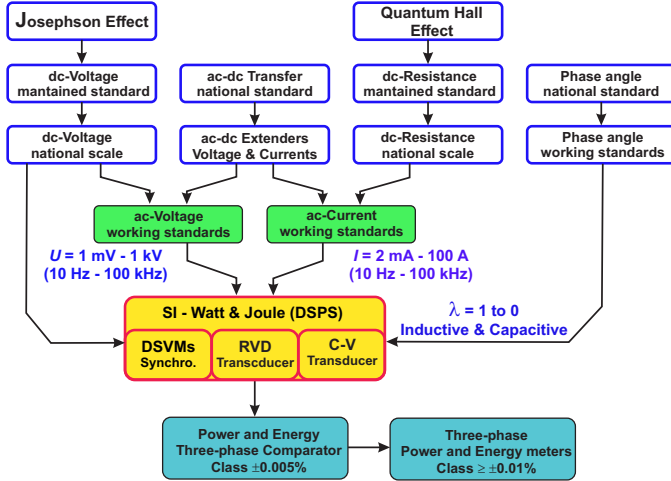 Josephson Effect
Quantum Hall
Effect
dc-Voltage
mantained standard
ac-dc Transfer
national standard
dc-Resistance
mantained standard
Phase angle
national standard
dc-Voltage
national scale
ac-dc Extenders
Voltage & Currents
dc-Resistance
national scale
Phase angle
working standards
ac-Voltage
working standards
ac-Current
working standards
U = 1 mV - 1 kV
(10 Hz - 100 kHz)
I = 2 mA - 100 A
(10 Hz - 100 kHz)
SI - Watt & Joule (DSPS)
λ = 1 to 0
Inductive & Capacitive
DSVMs
Synchro.
RVD
Transcducer
C-V
Transducer
Power and Energy
Three-phase Comparator
Class ±0.005%
Three-phase
Power and Energy meters
Class ≥ ±0.01%